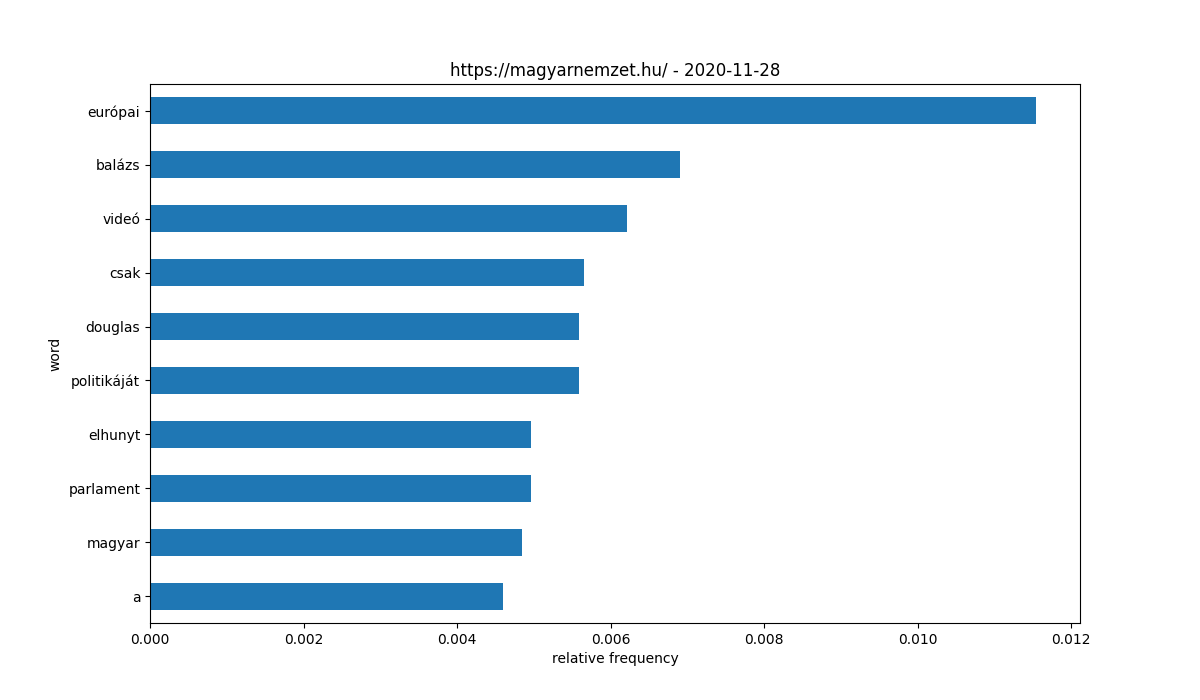 https://magyarnemzet.hu/ - 2020-11-28
európai
balázs
videó
csak
douglas
politikáját
elhunyt
parlament
magyar
a
word
0.000 0.002 0.004 0.006 0.008 0.010 0.012
relative frequency